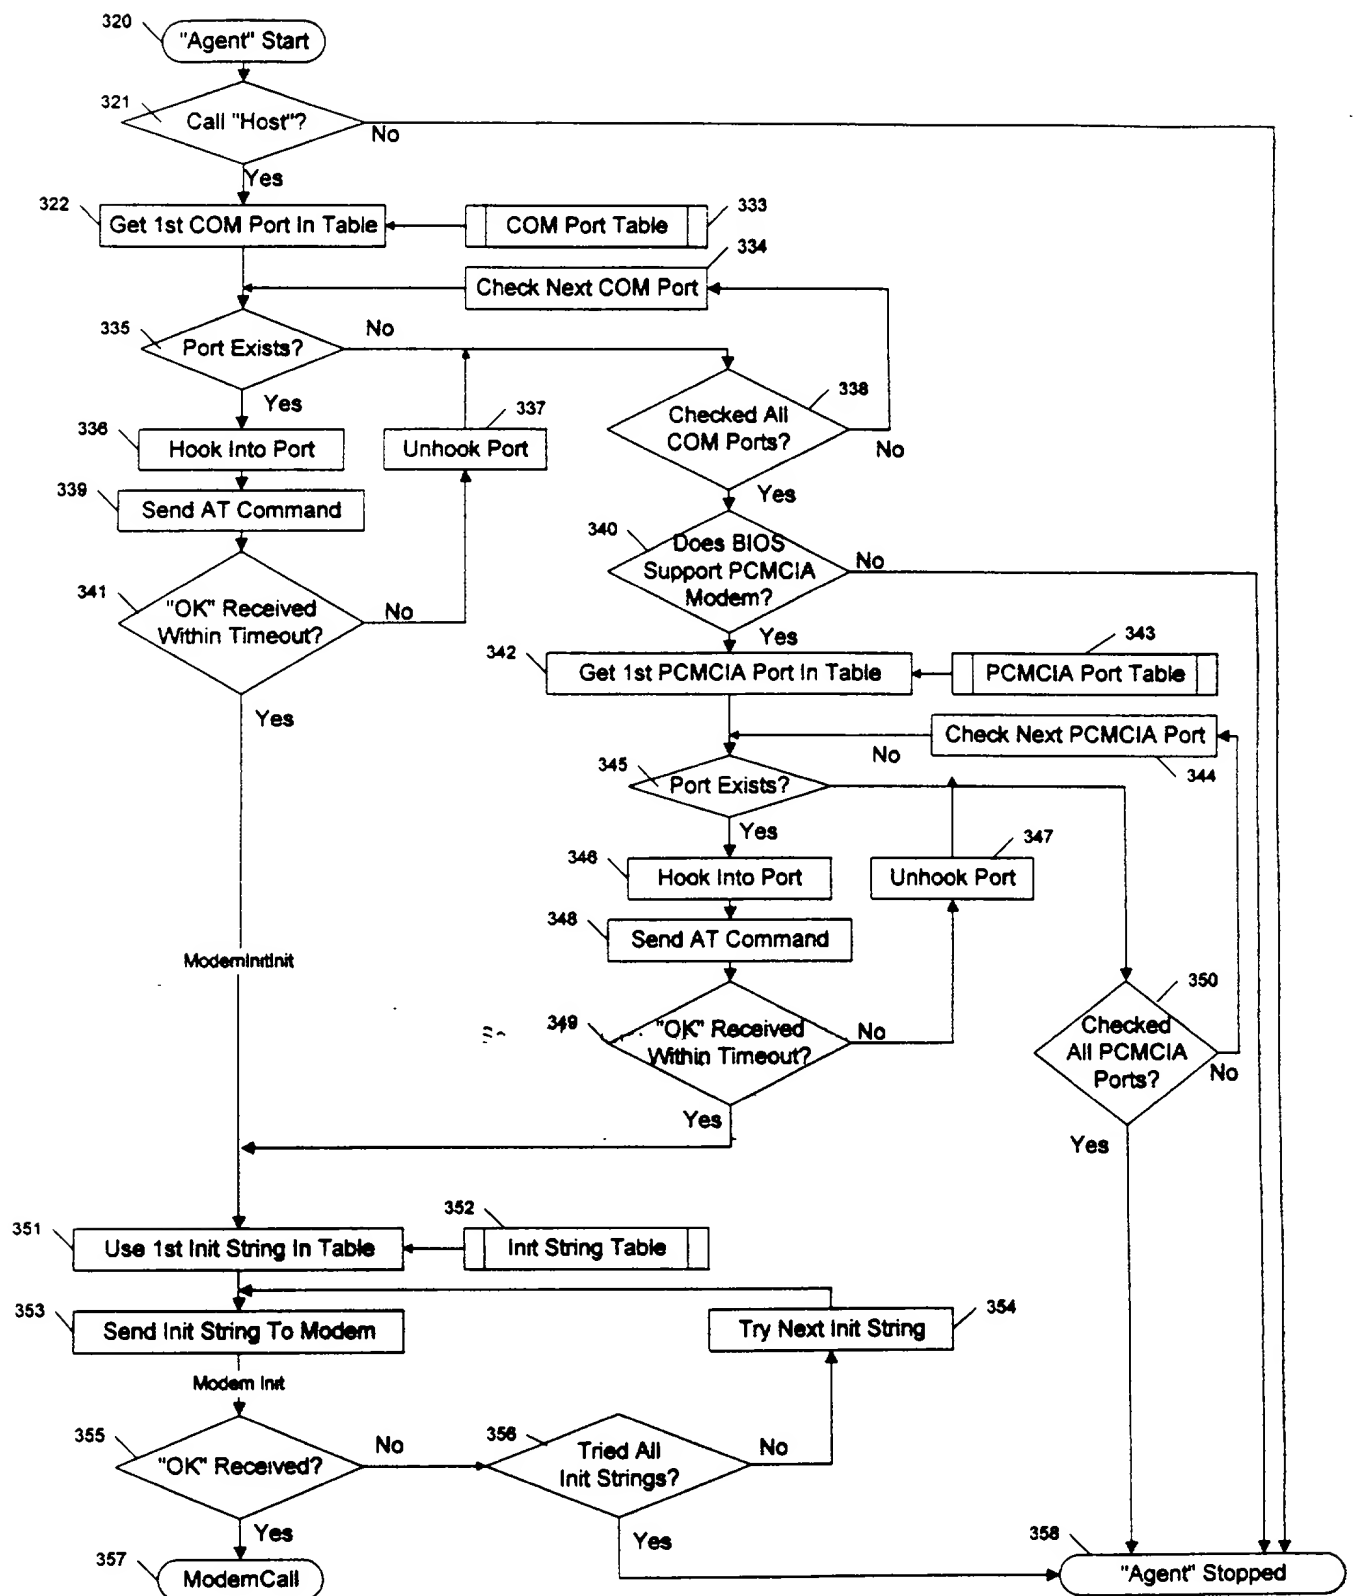 320
"Agent" Start
321
Call "Host"?
No
Yes
322
Get 1st COM Port In Table
COM Port Table
333
334
Check Next COM Port
335
Port Exists?
No
Yes
338
Checked All
COM Ports?
No
Yes
336
Hook Into Port
337
Unhook Port
339
Send AT Command
341
"OK" Received
Within Timeout?
No
Yes
340
Does BIOS
Support PCMCIA
Modem?
No
Yes
342
Get 1st PCMCIA Port In Table
343
PCMCIA Port Table
Check Next PCMCIA Port
344
345
Port Exists?
No
Yes
346
Hook Into Port
347
Unhook Port
348
Send AT Command
ModemInitInit
349
"OK" Received
Within Timeout?
No
Yes
350
Checked
All PCMCIA
Ports?
No
Yes
351
Use 1st Init String In Table
352
Init String Table
353
Send Init String To Modem
354
Try Next Init String
Modem Init
355
"OK" Received?
No
Yes
356
Tried All
Init Strings?
No
Yes
357
ModemCall
358
"Agent" Stopped